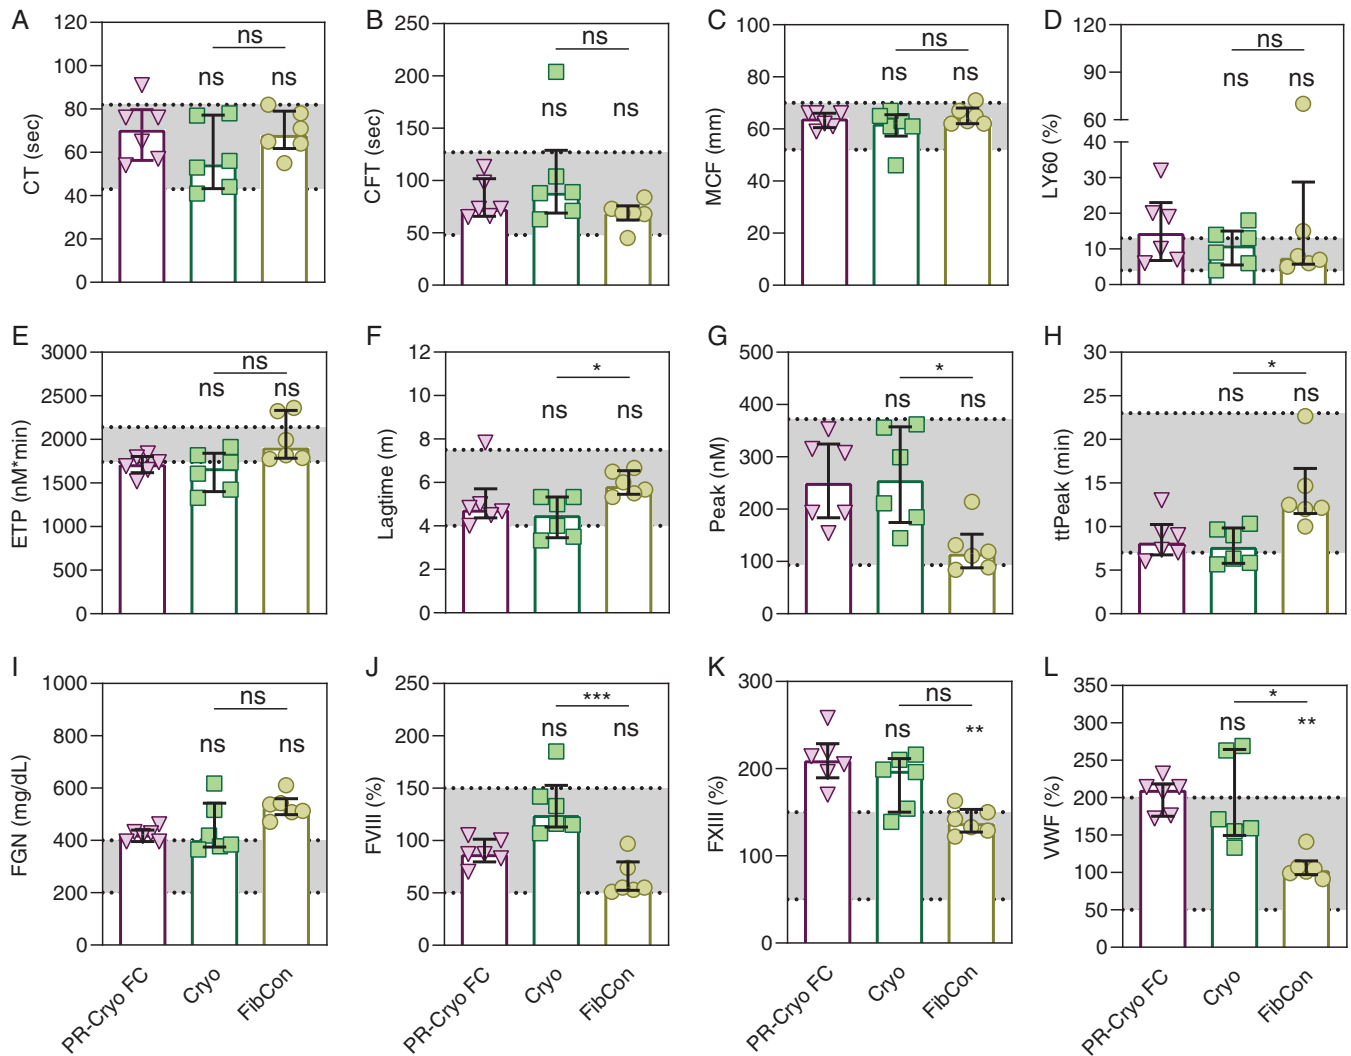 A
CT (sec)
120
100
80
60
40
20
0
ns
ns
ns
B
CFT (sec)
250
200
150
100
50
0
ns
ns
ns
C
MCF (mm)
100
80
60
40
20
0
ns
ns
ns
D
LY60 (%)
120
90
60
40
30
20
10
0
ns
ns
ns
E
ETP (nM*min)
3000
2500
2000
1500
1000
500
0
ns
ns
ns
F
Lagtime (m)
12
10
8
6
4
2
0
*
ns
ns
G
Peak (nM)
500
400
300
200
100
0
*
ns
ns
H
ttPeak (min)
30
25
20
15
10
5
0
*
ns
ns
I
FGN (mg/dL)
1000
800
600
400
200
0
ns
ns
ns
PR-Cryo FC
Cryo
FibCon
J
FVIII (%)
250
200
150
100
50
0
***
ns
ns
PR-Cryo FC
Cryo
FibCon
K
FXIII (%)
300
200
100
0
ns
ns
**
PR-Cryo FC
Cryo
FibCon
L
VWF (%)
350
300
250
200
150
100
50
0
*
ns
**
PR-Cryo FC
Cryo
FibCon